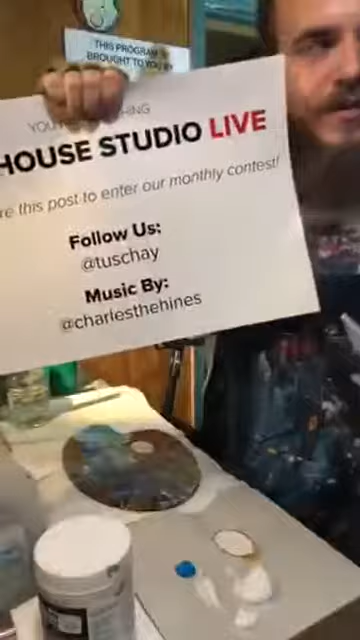 THIS PROGRAM IS
BROUGHT TO YOU BY
HOUSE STUDIO LIVE
this post to enter our monthly contest!
Follow Us:
@tuschay
Music By:
@charlesthehines